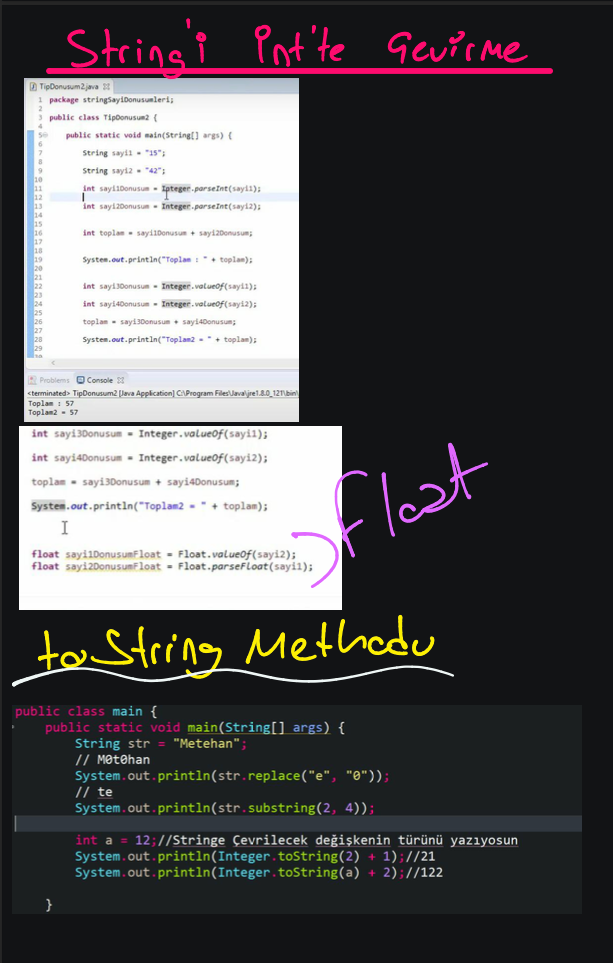 String'i int'te Çevirme
TipDonusum2.java
1 package stringSayiDonusumleri;
2
3 public class TipDonusum2 {
4
5 public static void main(String[] args) {
6
7 String sayi1 = "15";
8
9 String sayi2 = "42";
10
11 int sayi1Donusum = Integer.parseInt(sayi1);
12
13 int sayi2Donusum = Integer.parseInt(sayi2);
14
15
16 int toplam = sayi1Donusum + sayi2Donusum;
17
18
19 System.out.println("Toplam : " + toplam);
20
21
22 int sayi3Donusum = Integer.valueOf(sayi1);
23
24 int sayi4Donusum = Integer.valueOf(sayi2);
25
26 toplam = sayi3Donusum + sayi4Donusum;
27
28 System.out.println("Toplam2 = " + toplam);
29
30
Problems Console
<terminated> TipDonusum2 [Java Application] C:\Program Files\Java\jre1.8.0_121\bin\
Toplam : 57
Toplam2 = 57
int sayi3Donusum = Integer.valueOf(sayi1);
int sayi4Donusum = Integer.valueOf(sayi2);
toplam = sayi3Donusum + sayi4Donusum;
System.out.println("Toplam2 = " + toplam);
float sayi1DonusumFloat = Float.valueOf(sayi2);
float sayi2DonusumFloat = Float.parseFloat(sayi1);
float
toString Methodu
public class main {
public static void main(String[] args) {
String str = "Metehan";
// M0t0han
System.out.println(str.replace("e", "0"));
// te
System.out.println(str.substring(2, 4));
int a = 12;//Stringe Çevrilecek değişkenin türünü yazıyosun
System.out.println(Integer.toString(2) + 1);//21
System.out.println(Integer.toString(a) + 2);//122
}